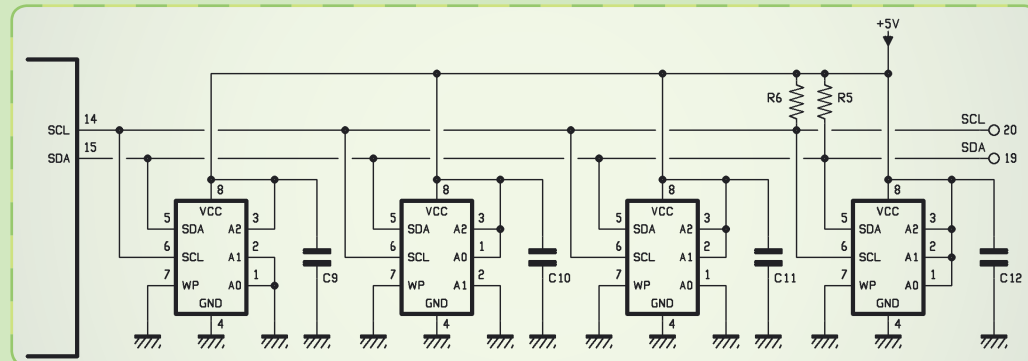 +5V
R6
R5
SCL
14
SCL
20
SDA
15
SDA
19
8
VCC
5
SDA
A2
3
6
SCL
A1
2
7
WP
A0
1
GND
4
C9
8
VCC
5
SDA
A2
3
6
SCL
A0
1
7
WP
A1
2
GND
4
C10
8
VCC
5
SDA
A2
3
6
SCL
A1
2
7
WP
A0
1
GND
4
C11
8
VCC
5
SDA
A2
3
6
SCL
A1
2
7
WP
A0
1
GND
4
C12